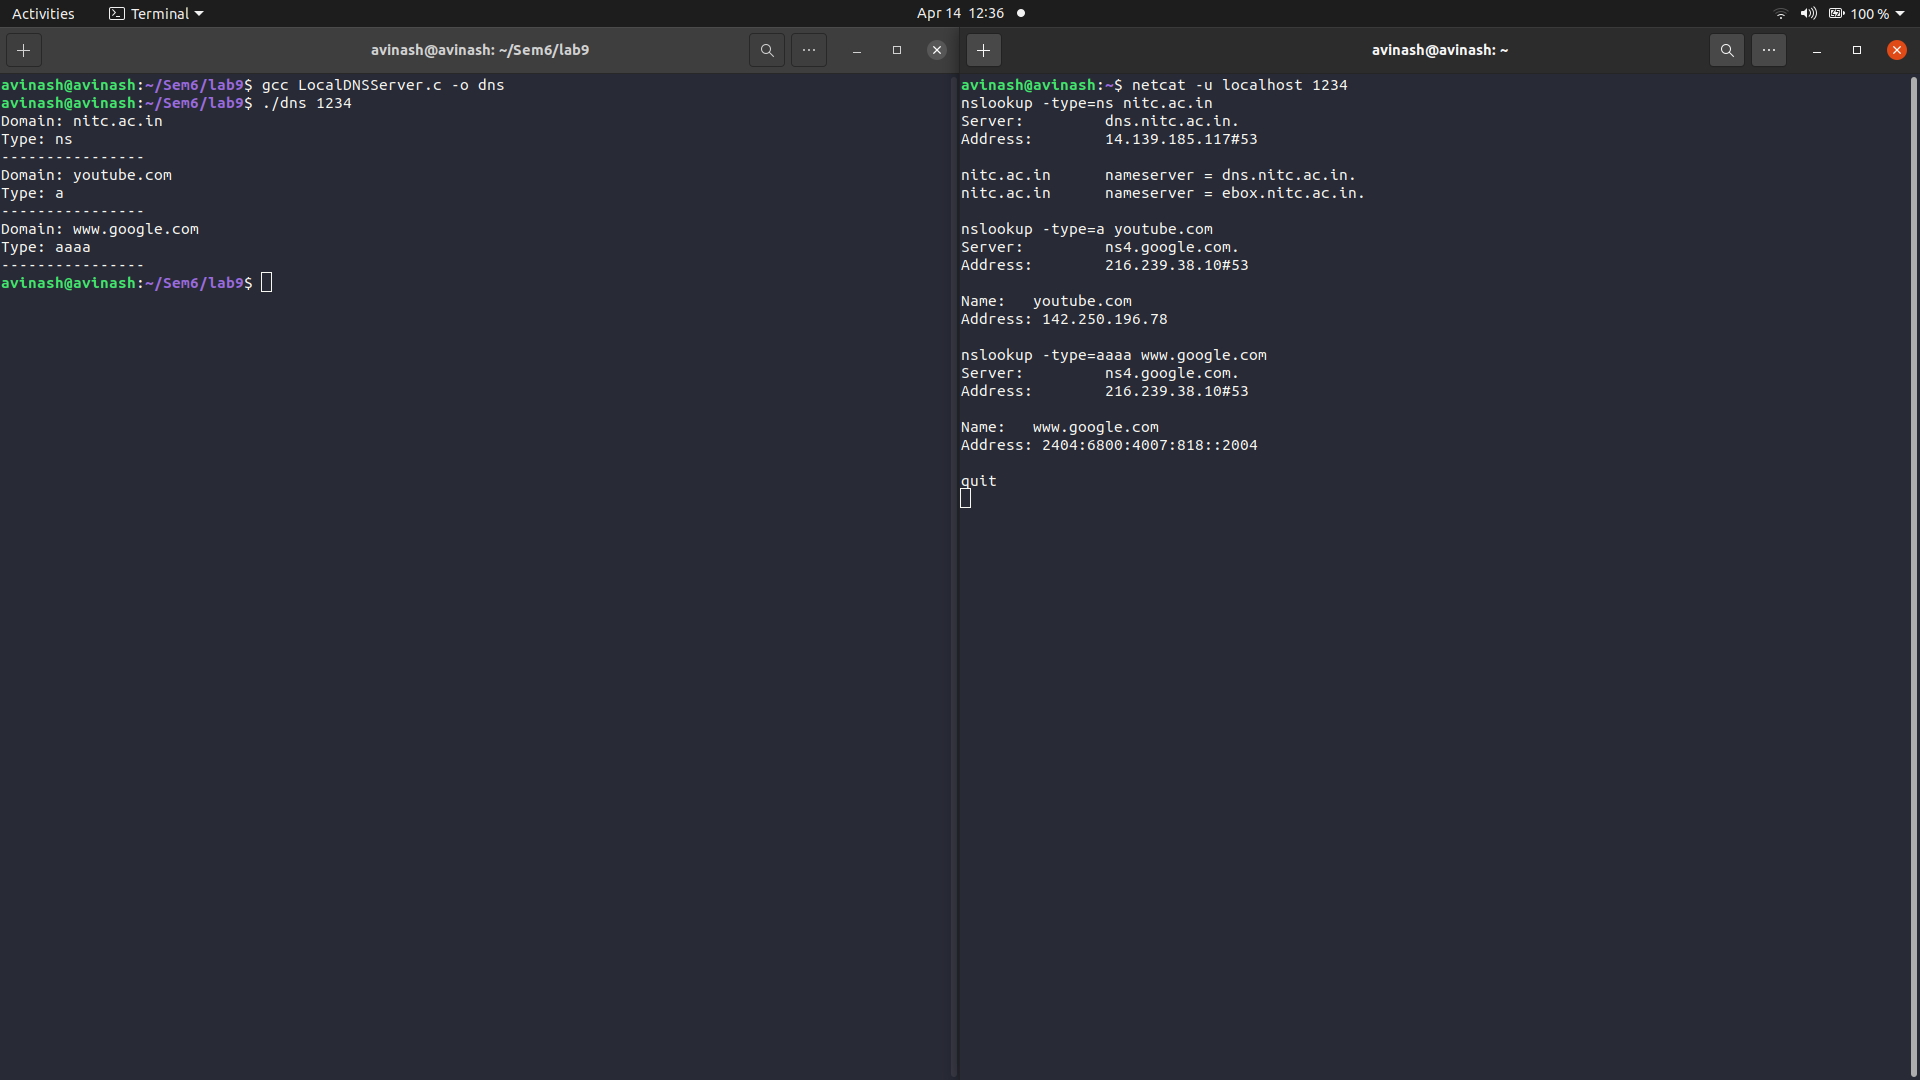 Activities Terminal Apr 14 12:36 100 %
avinash@avinash: ~/Sem6/lab9
avinash@avinash:~/Sem6/lab9$ gcc LocalDNSServer.c -o dns
avinash@avinash:~/Sem6/lab9$ ./dns 1234
Domain: nitc.ac.in
Type: ns
----------------
Domain: youtube.com
Type: a
----------------
Domain: www.google.com
Type: aaaa
----------------
avinash@avinash:~/Sem6/lab9$
avinash@avinash: ~
avinash@avinash:~$ netcat -u localhost 1234
nslookup -type=ns nitc.ac.in
Server: dns.nitc.ac.in.
Address: 14.139.185.117#53
nitc.ac.in nameserver = dns.nitc.ac.in.
nitc.ac.in nameserver = ebox.nitc.ac.in.
nslookup -type=a youtube.com
Server: ns4.google.com.
Address: 216.239.38.10#53
Name: youtube.com
Address: 142.250.196.78
nslookup -type=aaaa www.google.com
Server: ns4.google.com.
Address: 216.239.38.10#53
Name: www.google.com
Address: 2404:6800:4007:818::2004
quit